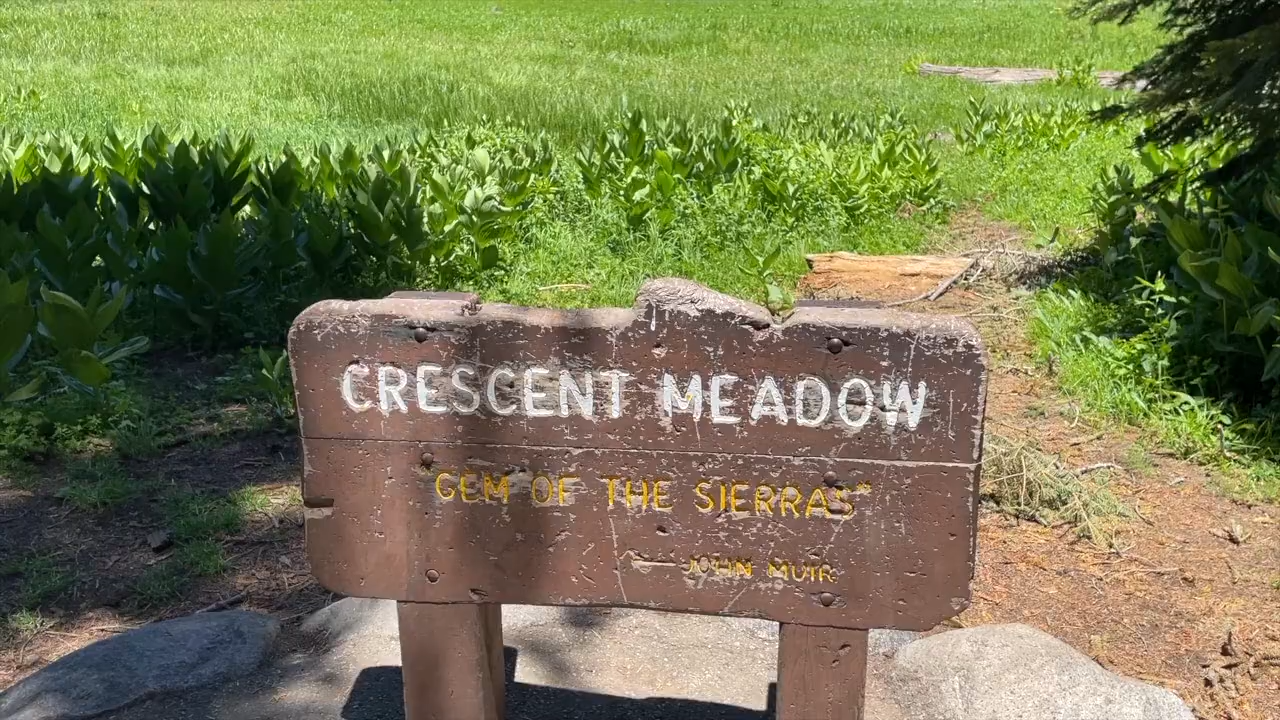 CRESCENT MEADOW
"GEM OF THE SIERRAS"
— JOHN MUIR